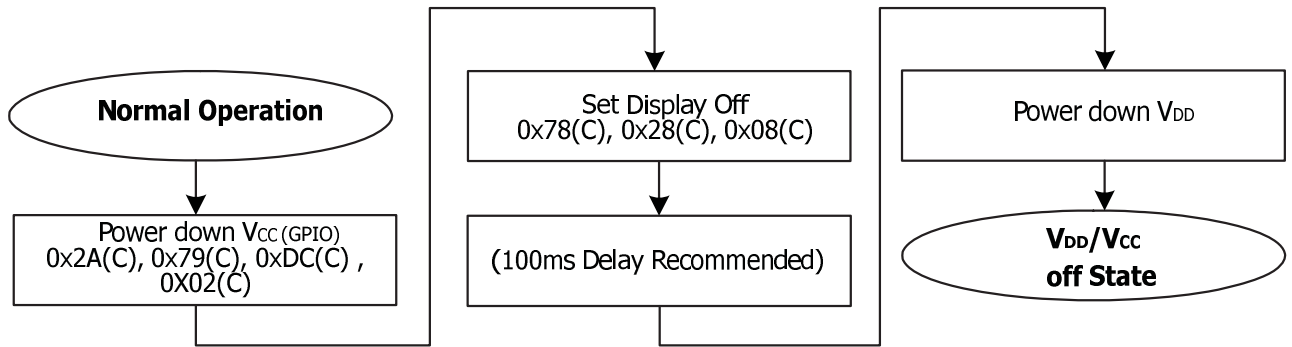 Normal Operation
Power down VCC (GPIO)
0x2A(C), 0x79(C), 0xDC(C) ,
0X02(C)
Set Display Off
0x78(C), 0x28(C), 0x08(C)
(100ms Delay Recommended)
Power down VDD
VDD/VCC
off State